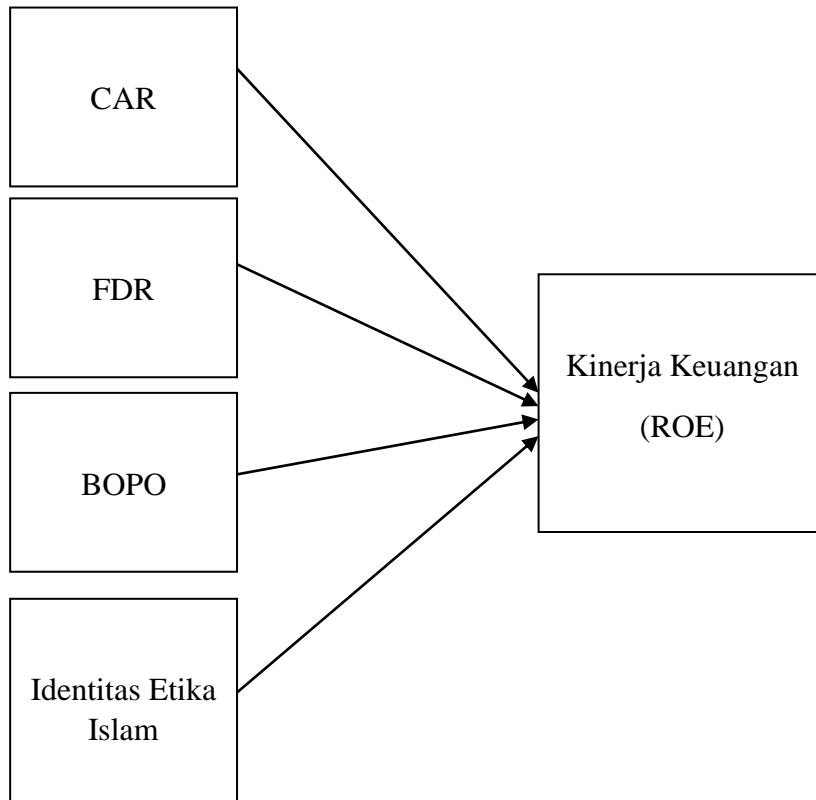 CAR
FDR
Kinerja Keuangan
(ROE)
BOPO
Identitas Etika
Islam